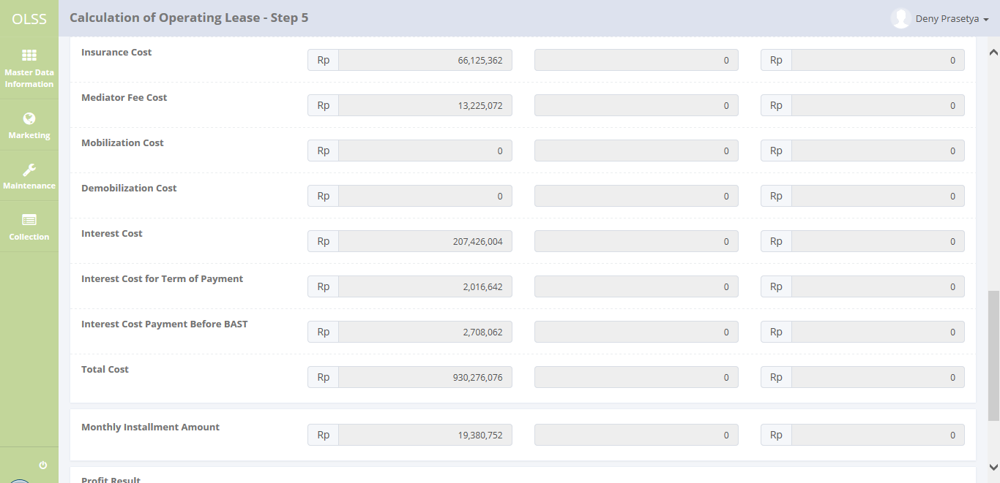 OLSS
Calculation of Operating Lease - Step 5
Deny Prasetya
Master Data
Information
Marketing
Maintenance
Collection
Insurance Cost Rp 66,125,362 0 Rp 0
Mediator Fee Cost Rp 13,225,072 0 Rp 0
Mobilization Cost Rp 0 0 Rp 0
Demobilization Cost Rp 0 0 Rp 0
Interest Cost Rp 207,426,004 0 Rp 0
Interest Cost for Term of Payment Rp 2,016,642 0 Rp 0
Interest Cost Payment Before BAST Rp 2,708,062 0 Rp 0
Total Cost Rp 930,276,076 0 Rp 0
Monthly Installment Amount Rp 19,380,752 0 Rp 0
Profit Result